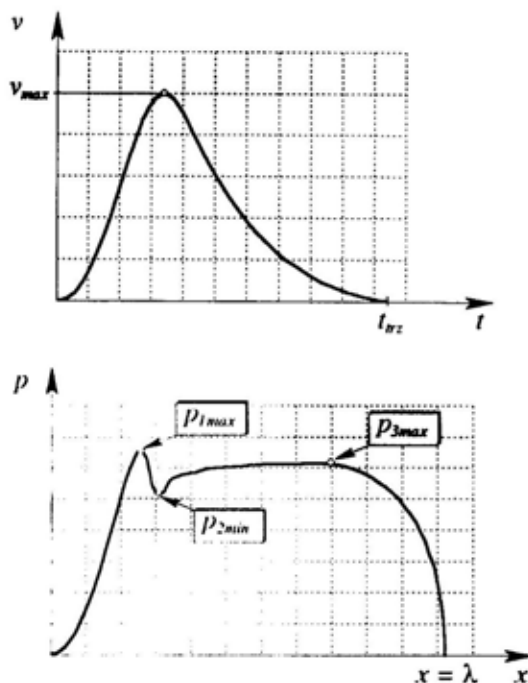 v
v_max
t_trz
t
p
p_1max
p_3max
p_2min
x = λ
x